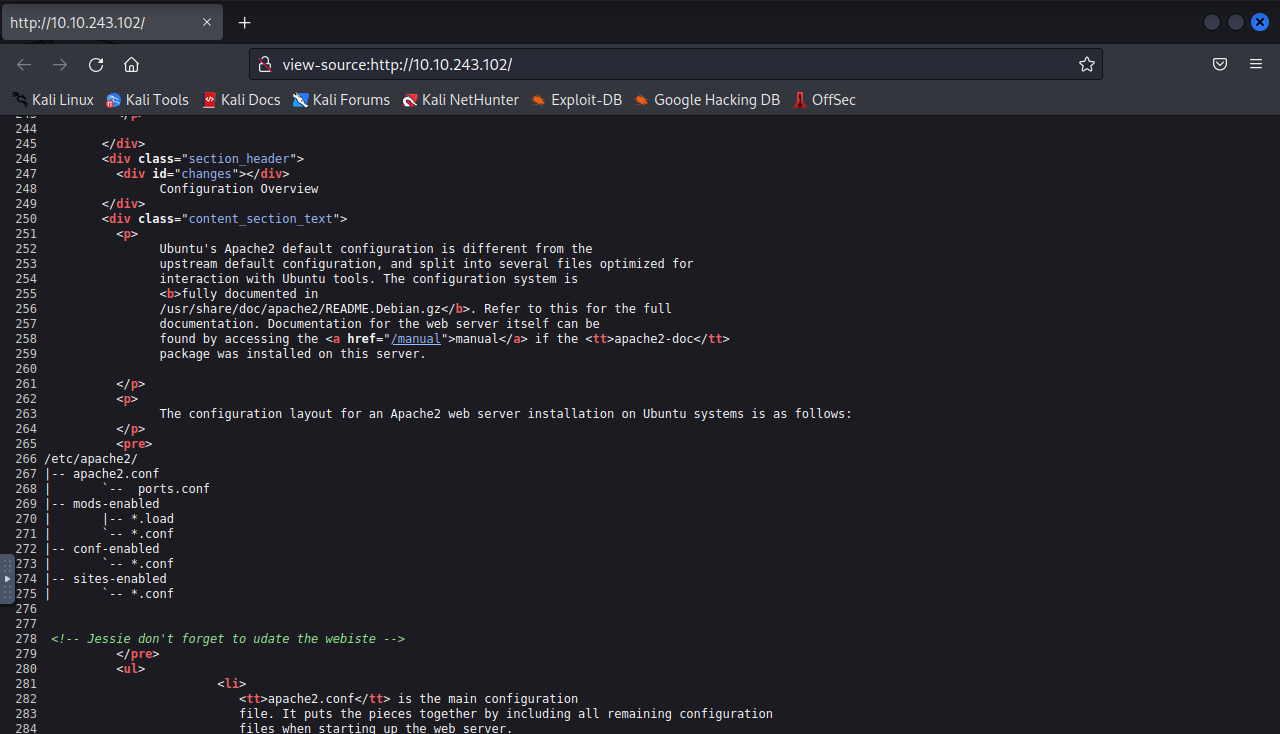 http://10.10.243.102/
view-source:http://10.10.243.102/
Kali Linux Kali Tools Kali Docs Kali Forums Kali NetHunter Exploit-DB Google Hacking DB OffSec
243 </p>
244
245 </div>
246 <div class="section_header">
247 <div id="changes"></div>
248 Configuration Overview
249 </div>
250 <div class="content_section_text">
251 <p>
252 Ubuntu's Apache2 default configuration is different from the
253 upstream default configuration, and split into several files optimized for
254 interaction with Ubuntu tools. The configuration system is
255 <b>fully documented in
256 /usr/share/doc/apache2/README.Debian.gz</b>. Refer to this for the full
257 documentation. Documentation for the web server itself can be
258 found by accessing the <a href="/manual">manual</a> if the <tt>apache2-doc</tt>
259 package was installed on this server.
260
261 </p>
262 <p>
263 The configuration layout for an Apache2 web server installation on Ubuntu systems is as follows:
264 </p>
265 <pre>
266 /etc/apache2/
267 |-- apache2.conf
268 | `-- ports.conf
269 |-- mods-enabled
270 | |-- *.load
271 | `-- *.conf
272 |-- conf-enabled
273 | `-- *.conf
274 |-- sites-enabled
275 | `-- *.conf
276
277
278 <!-- Jessie don't forget to udate the webiste -->
279 </pre>
280 <ul>
281 <li>
282 <tt>apache2.conf</tt> is the main configuration
283 file. It puts the pieces together by including all remaining configuration
284 files when starting up the web server.